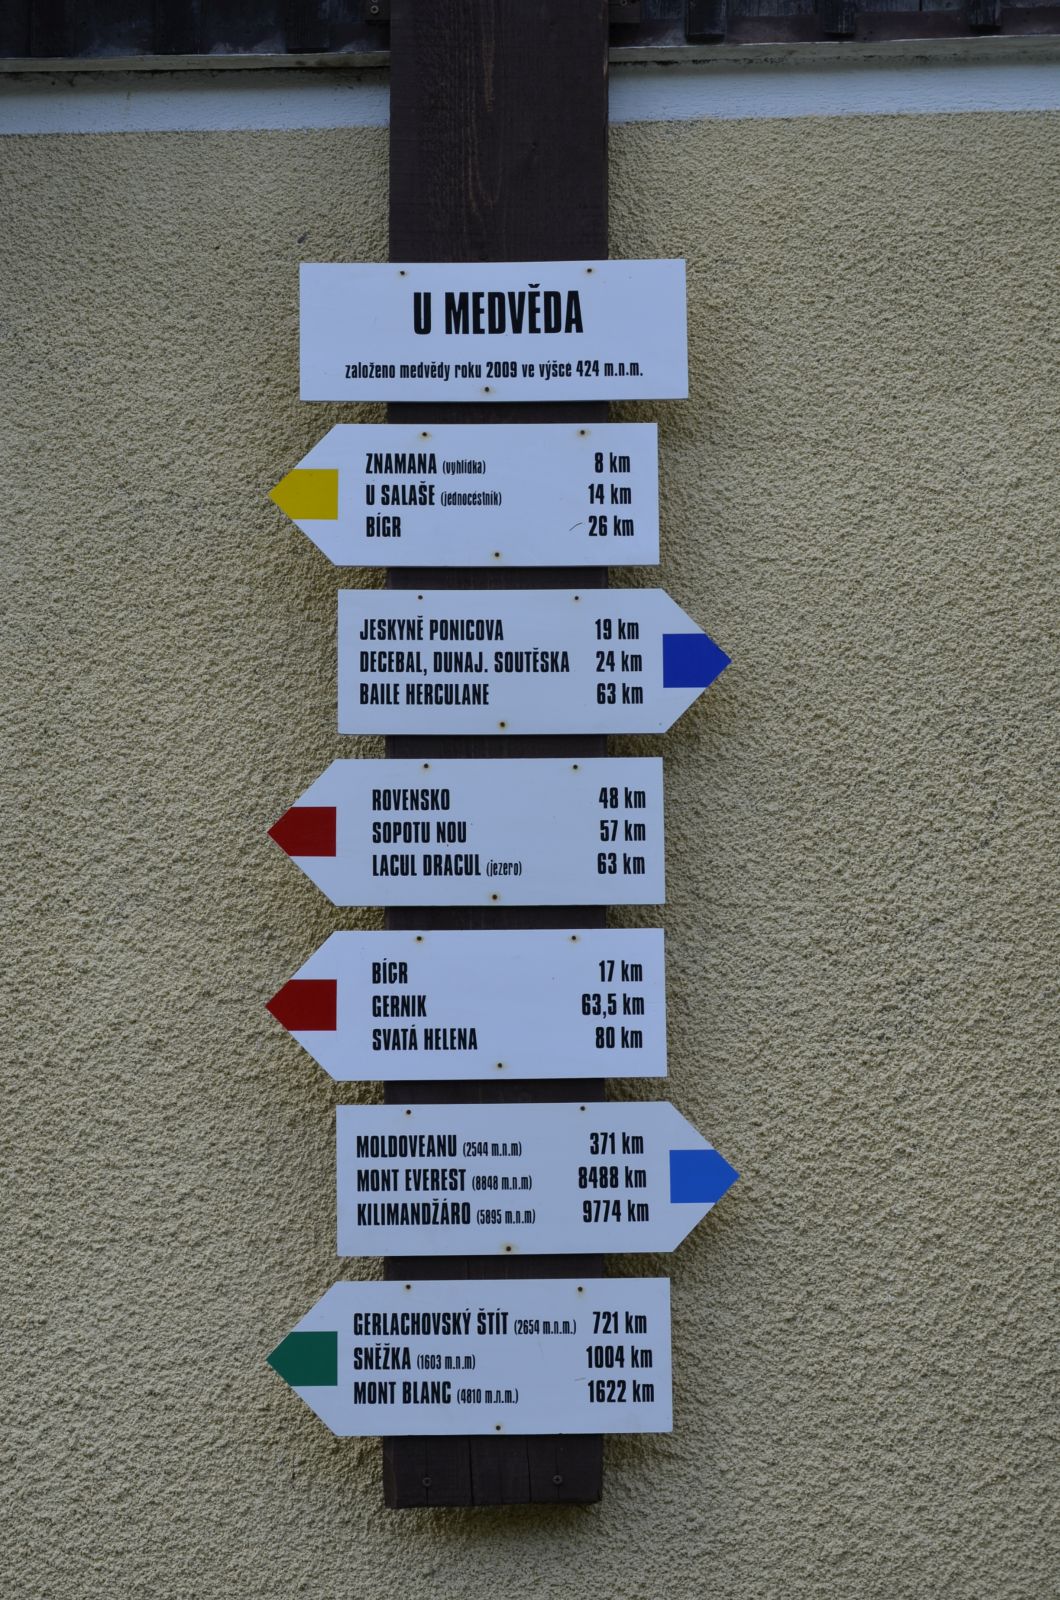 U MEDVĚDA
založeno medvědy roku 2009 ve výšce 424 m.n.m.
ZNAMANA (vyhlídka) 8 km
U SALAŠE (jednocestník) 14 km
BÍGR 26 km
JESKYNĚ PONICOVA 19 km
DECEBAL, DUNAJ. SOUTĚSKA 24 km
BAILE HERCULANE 63 km
ROVENSKO 48 km
SOPOTU NOU 57 km
LACUL DRACUL (jezero) 63 km
BÍGR 17 km
GERNIK 63,5 km
SVATÁ HELENA 80 km
MOLDOVEANU (2544 m.n.m) 371 km
MONT EVEREST (8848 m.n.m) 8488 km
KILIMANDŽÁRO (5895 m.n.m) 9774 km
GERLACHOVSKÝ ŠTÍT (2654 m.n.m.) 721 km
SNĚŽKA (1603 m.n.m) 1004 km
MONT BLANC (4810 m.n.m.) 1622 km